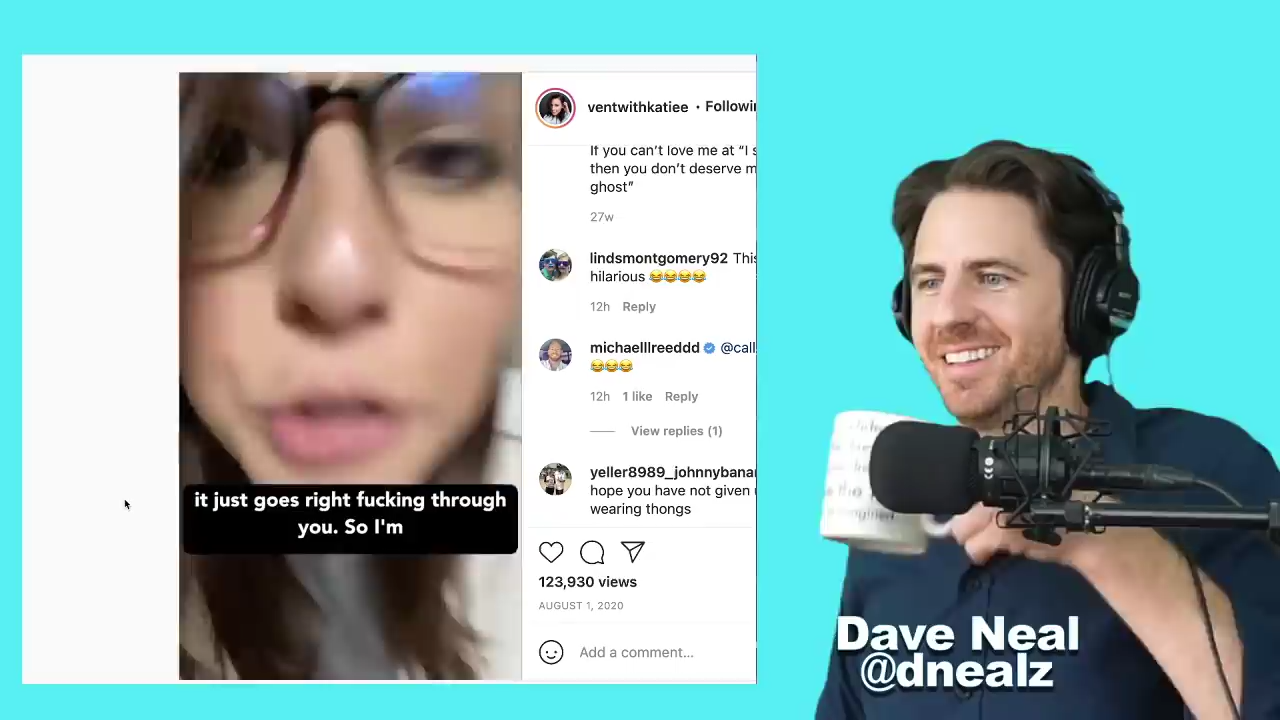 ventwithkatiee • Followin
If you can't love me at “I s
then you don't deserve m
ghost”
27w
lindsmontgomery92 This
hilarious 😂😂😂😂
12h Reply
michaelllreeddd @call
😂😂😂
12h 1 like Reply
View replies (1)
yeller8989_johnnybanar
hope you have not given u
wearing thongs
123,930 views
AUGUST 1, 2020
Add a comment...
it just goes right fucking through
you. So I'm
Dave Neal
@dnealz